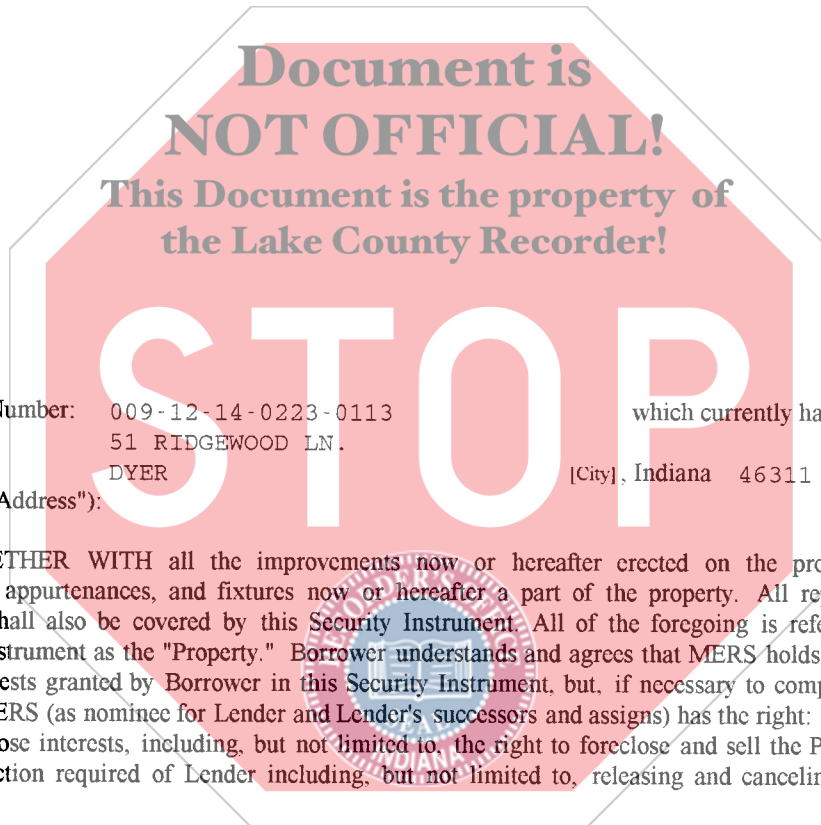 Document is
NOT OFFICIAL!
This Document is the property of
the Lake County Recorder!
STOP
Number: 009-12-14-0223-0113 which currently ha
51 RIDGEWOOD LN.
DYER [City], Indiana 46311
Address"):
ETHER WITH all the improvements now or hereafter erected on the pro
appurtenances, and fixtures now or hereafter a part of the property. All re
hall also be covered by this Security Instrument. All of the foregoing is refe
strument as the "Property." Borrower understands and agrees that MERS holds
ests granted by Borrower in this Security Instrument, but, if necessary to comp
ERS (as nominee for Lender and Lender's successors and assigns) has the right:
ose interests, including, but not limited to, the right to foreclose and sell the P
ction required of Lender including, but not limited to, releasing and cancelin
RECORDER'S OFFICE
INDIANA